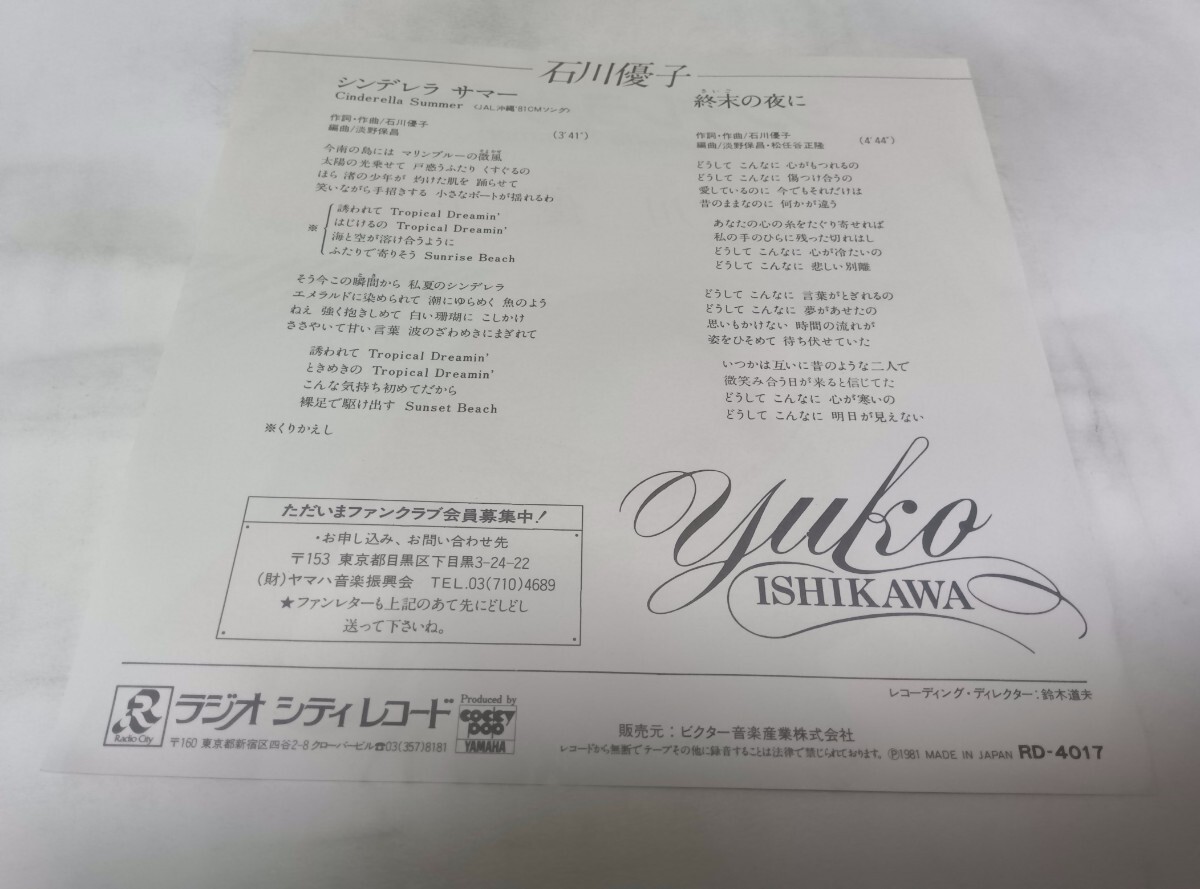 石川優子
シンデレラ サマー
Cinderella Summer 〈JAL沖縄'81CMソング〉
作詞・作曲/石川優子
編曲/淡野保昌
(3'41")
今南の島には マリンブルーの微風
太陽の光乗せて 戸惑うふたり くすぐるの
ほら 渚の少年が 灼けた肌を 踊らせて
笑いながら手招きする 小さなボートが揺れるわ
※
誘われて Tropical Dreamin'
はじけるの Tropical Dreamin'
海と空が溶け合うように
ふたりで寄りそう Sunrise Beach
そう今この瞬間から 私夏のシンデレラ
エメラルドに染められて 潮にゆらめく 魚のよう
ねえ 強く抱きしめて 白い珊瑚に こしかけ
ささやいて甘い言葉 波のざわめきにまぎれて
誘われて Tropical Dreamin'
ときめきの Tropical Dreamin'
こんな気持ち初めてだから
裸足で駆け出す Sunset Beach
※くりかえし
終末の夜に
作詞・作曲/石川優子
編曲/淡野保昌・松任谷正隆
(4'44")
どうして こんなに 心がもつれるの
どうして こんなに 傷つけ合うの
愛しているのに 今でもそれだけは
昔のままなのに 何かが違う
あなたの心の糸をたぐり寄せれば
私の手のひらに残った切れはし
どうして こんなに 心が冷たいの
どうして こんなに 悲しい別離
どうして こんなに 言葉がとぎれるの
どうして こんなに 夢があせたの
思いもかけない 時間の流れが
姿をひそめて 待ち伏せていた
いつかは互いに昔のような二人で
微笑み合う日が来ると信じてた
どうして こんなに 心が寒いの
どうして こんなに 明日が見えない
ただいまファンクラブ会員募集中!
・お申し込み、お問い合わせ先
〒153 東京都目黒区下目黒3-24-22
(財)ヤマハ音楽振興会 TEL.03(710)4689
★ファンレターも上記のあて先にどしどし
送って下さいね。
yuko
ISHIKAWA
レコーディング・ディレクター:鈴木道夫
R
Radio City
ラジオ シティ レコード
〒160 東京都新宿区四谷2-8クローバービル☎03(357)8181
Produced by
cocky
pop
YAMAHA
販売元:ビクター音楽産業株式会社
レコードから無断でテープその他に録音することは法律で禁じられております。Ⓟ1981 MADE IN JAPAN RD-4017